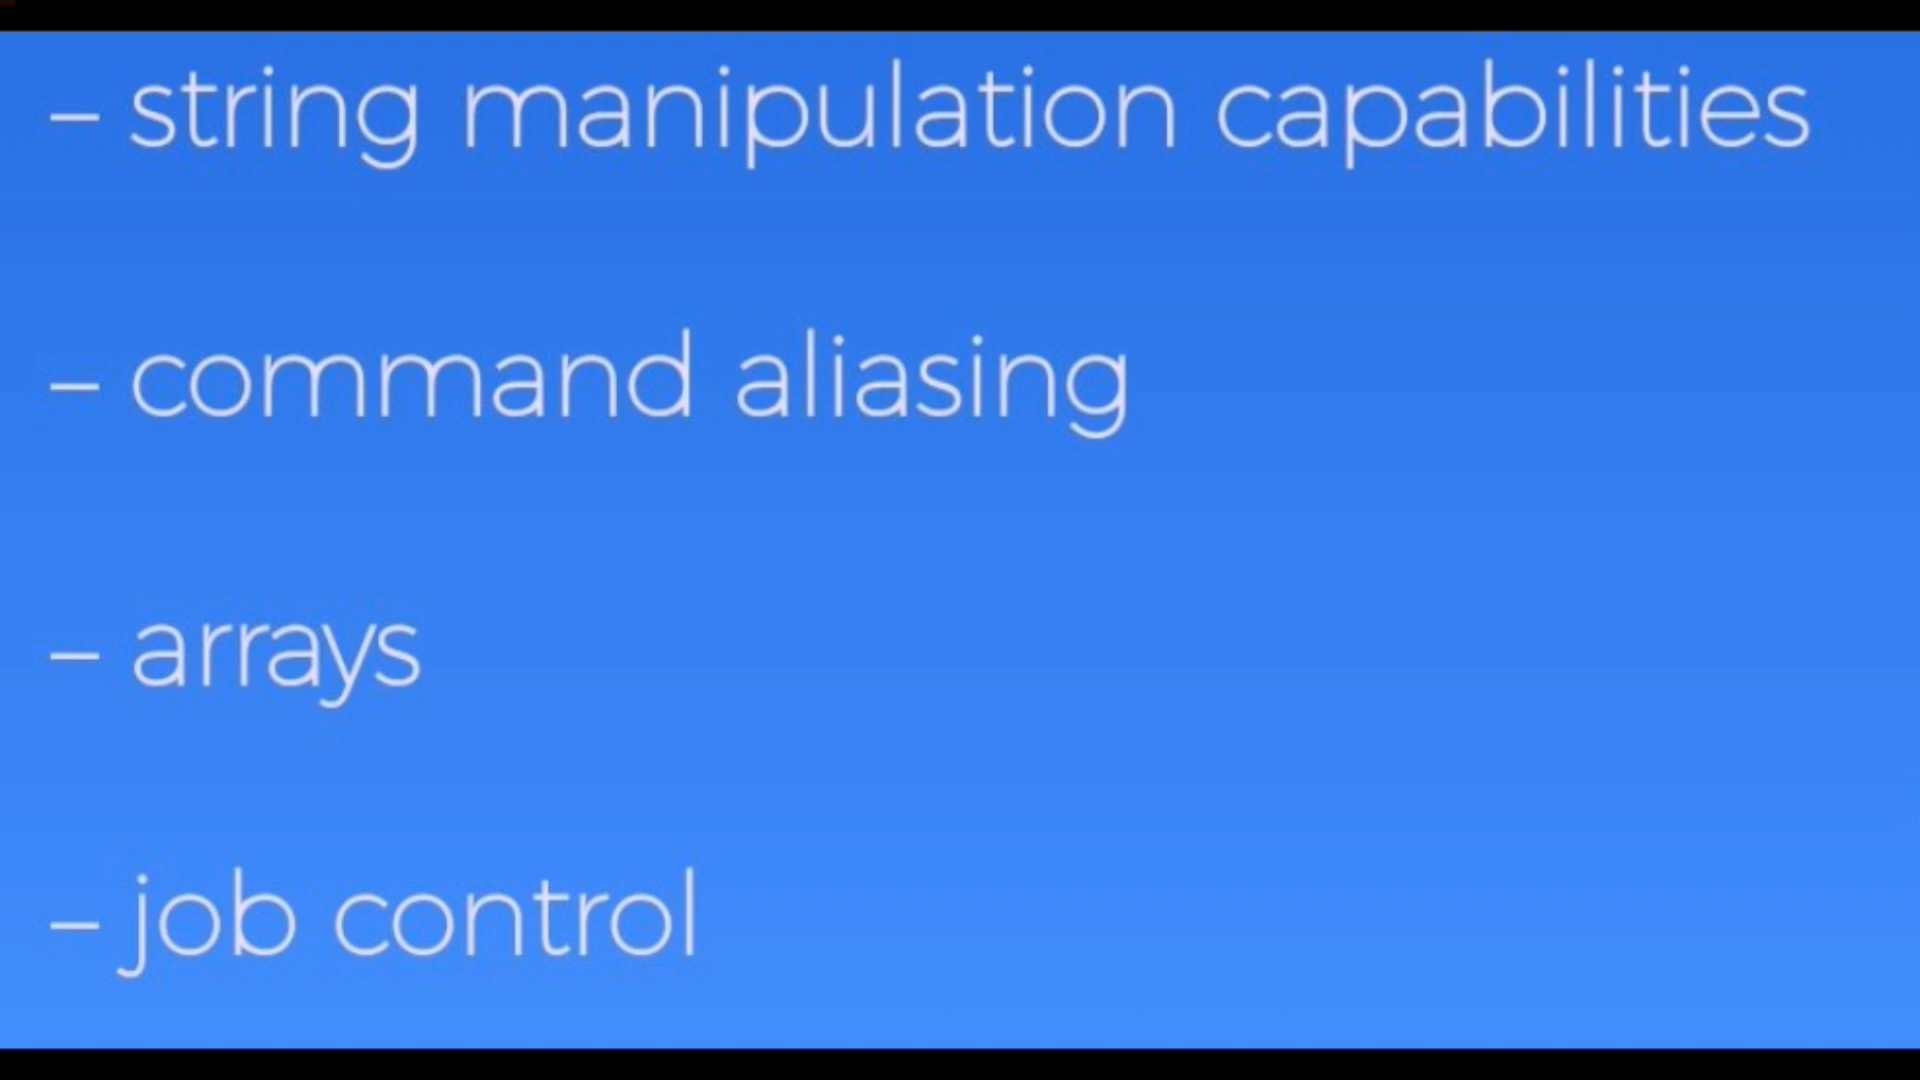 – string manipulation capabilities
– command aliasing
– arrays
– job control